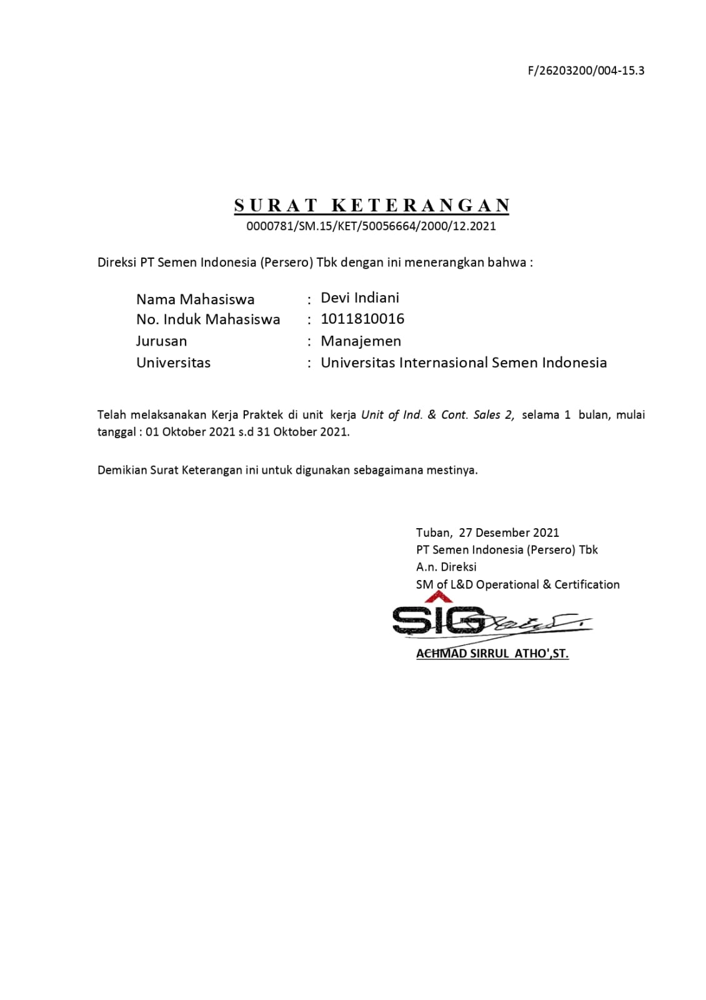 F/26203200/004-15.3
SURAT KETERANGAN
0000781/SM.15/KET/50056664/2000/12.2021
Direksi PT Semen Indonesia (Persero) Tbk dengan ini menerangkan bahwa :
Nama Mahasiswa : Devi Indiani
No. Induk Mahasiswa : 1011810016
Jurusan : Manajemen
Universitas : Universitas Internasional Semen Indonesia
Telah melaksanakan Kerja Praktek di unit kerja Unit of Ind. & Cont. Sales 2, selama 1 bulan, mulai
tanggal : 01 Oktober 2021 s.d 31 Oktober 2021.
Demikian Surat Keterangan ini untuk digunakan sebagaimana mestinya.
Tuban, 27 Desember 2021
PT Semen Indonesia (Persero) Tbk
A.n. Direksi
SM of L&D Operational & Certification
SIG
ACHMAD SIRRUL ATHO',ST.